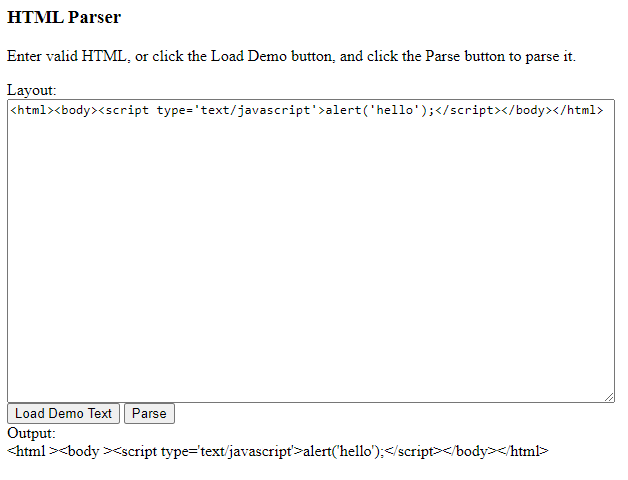 HTML Parser
Enter valid HTML, or click the Load Demo button, and click the Parse button to parse it.
Layout:
<html><body><script type='text/javascript'>alert('hello');</script></body></html>
Load Demo Text Parse
Output:
<html ><body ><script type='text/javascript'>alert('hello');</script></body></html>